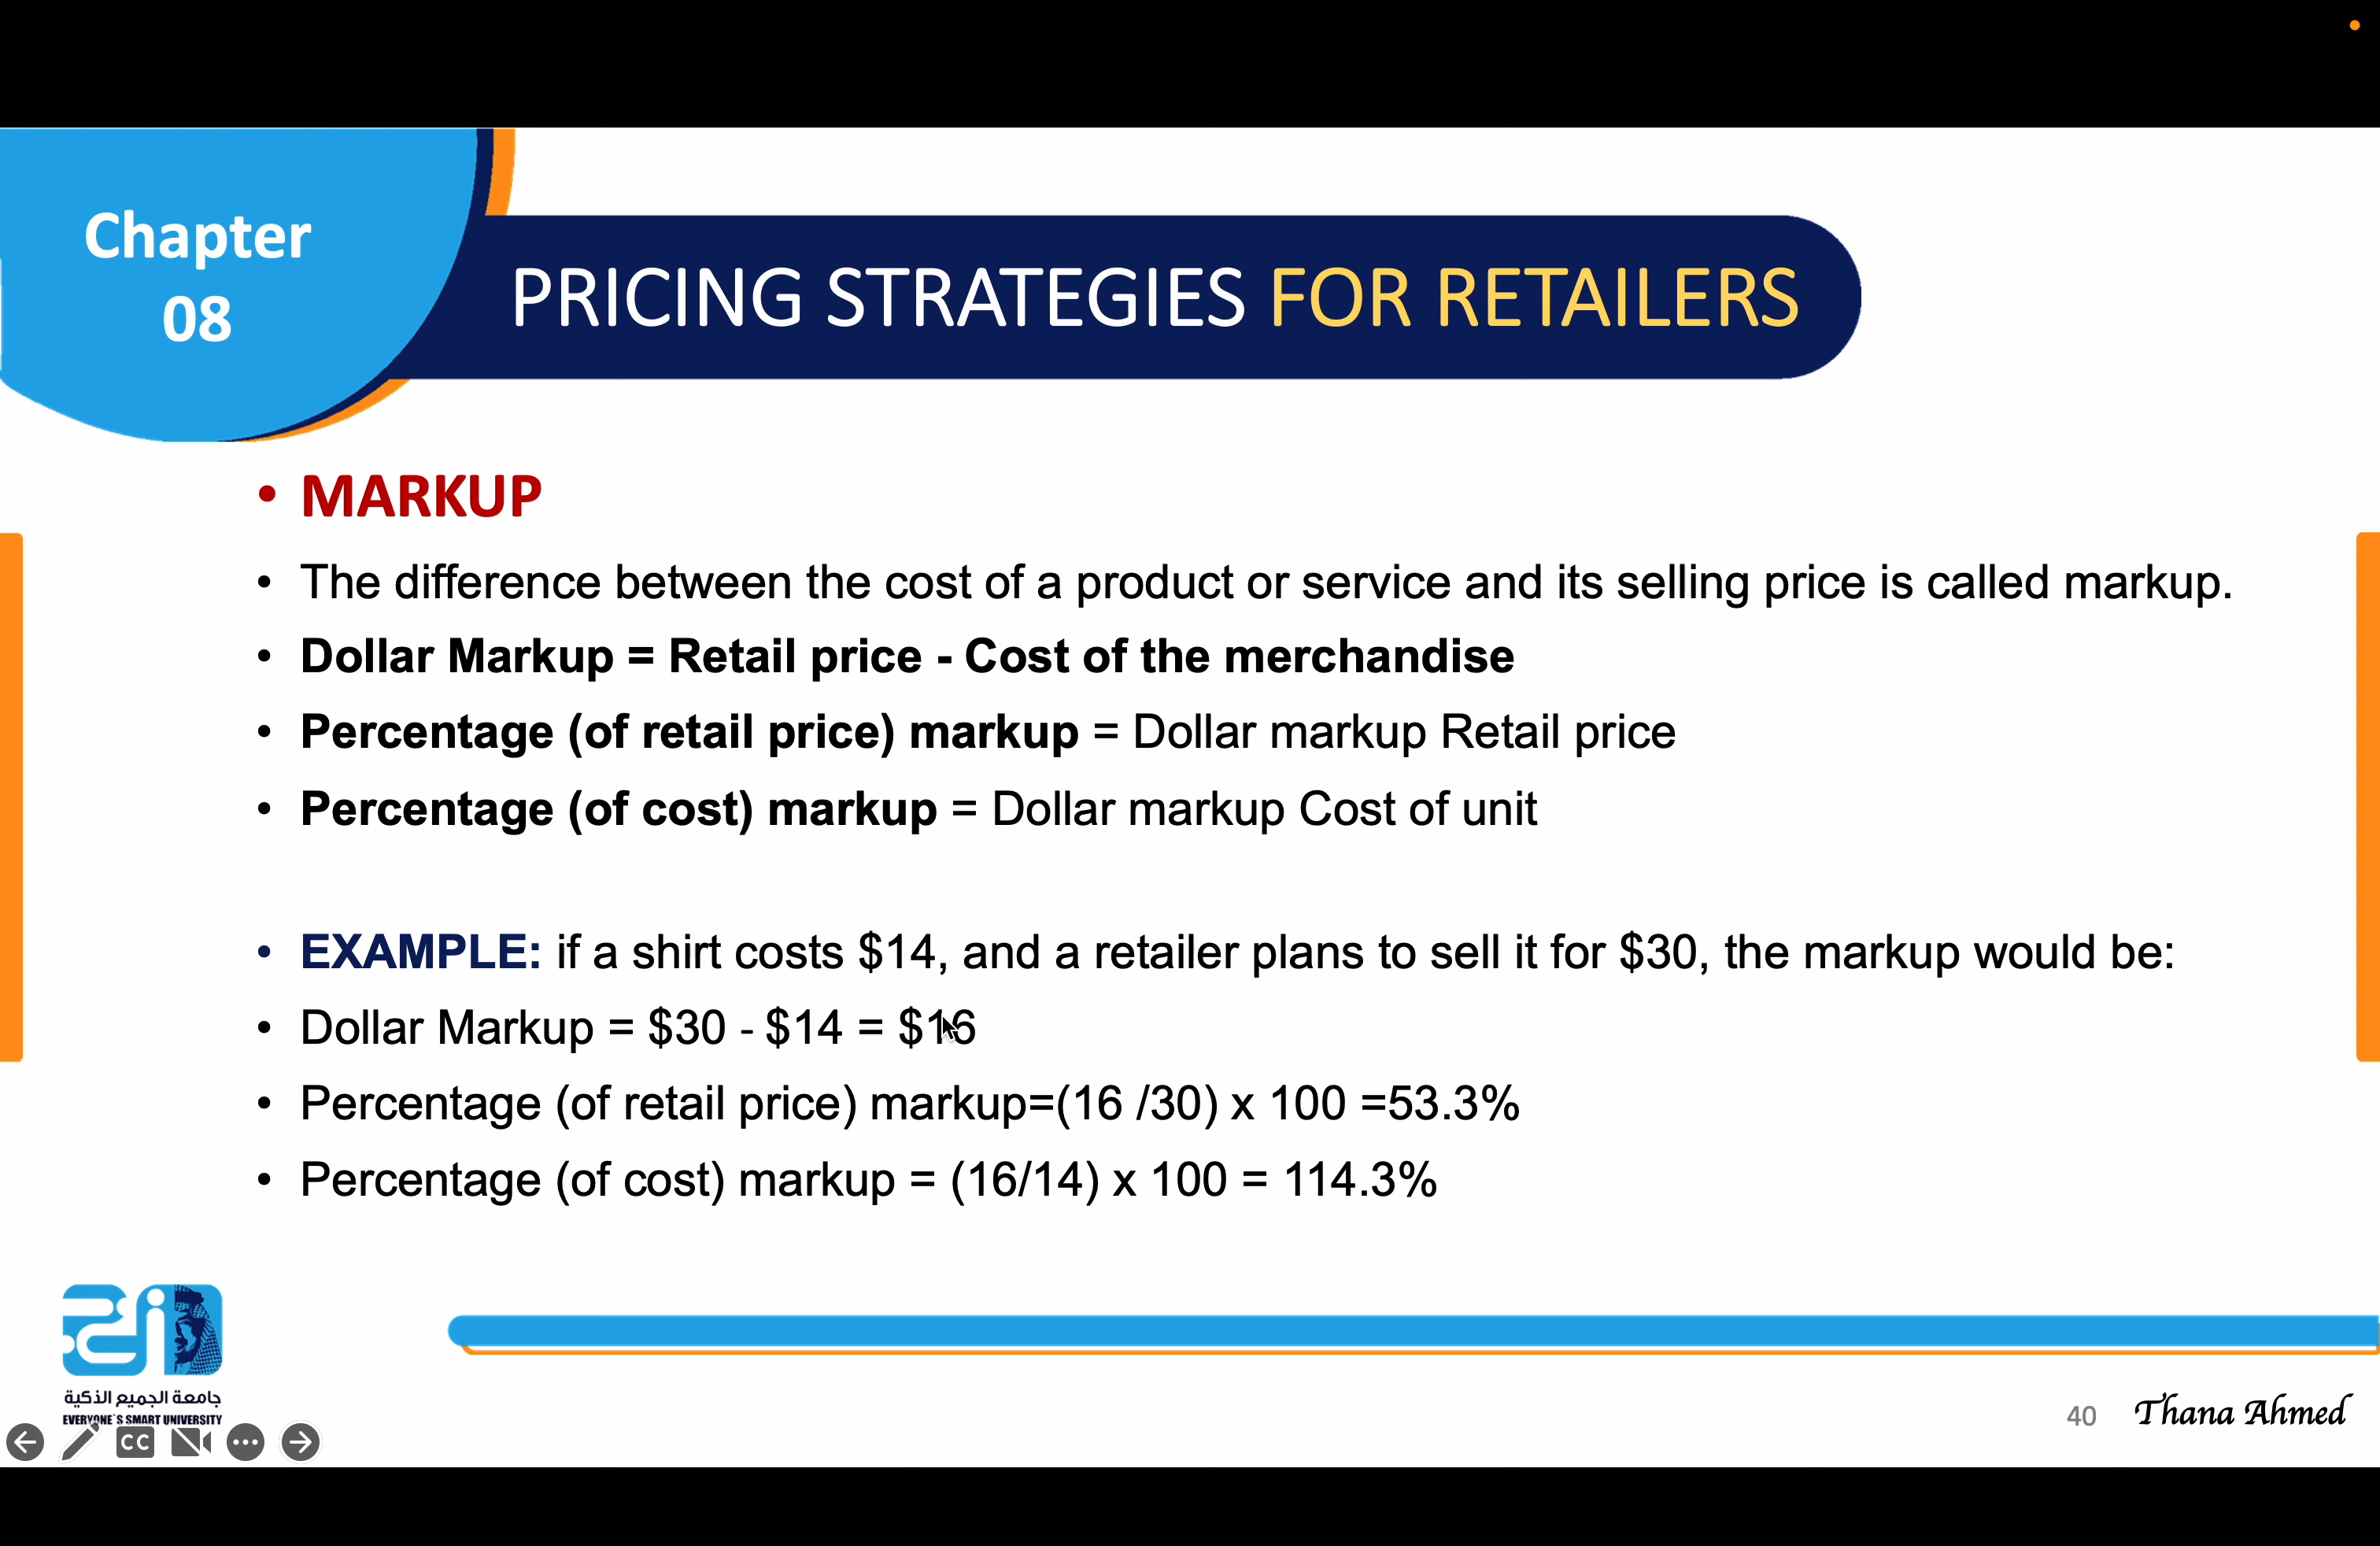 Chapter
08
PRICING STRATEGIES FOR RETAILERS
• MARKUP
• The difference between the cost of a product or service and its selling price is called markup.
• Dollar Markup = Retail price - Cost of the merchandise
• Percentage (of retail price) markup = Dollar markup Retail price
• Percentage (of cost) markup = Dollar markup Cost of unit
• EXAMPLE: if a shirt costs $14, and a retailer plans to sell it for $30, the markup would be:
• Dollar Markup = $30 - $14 = $16
• Percentage (of retail price) markup=(16 /30) x 100 =53.3%
• Percentage (of cost) markup = (16/14) x 100 = 114.3%
جامعة الجميع الذكية
EVERYONE`S SMART UNIVERSITY
CC
40 Thana Ahmed